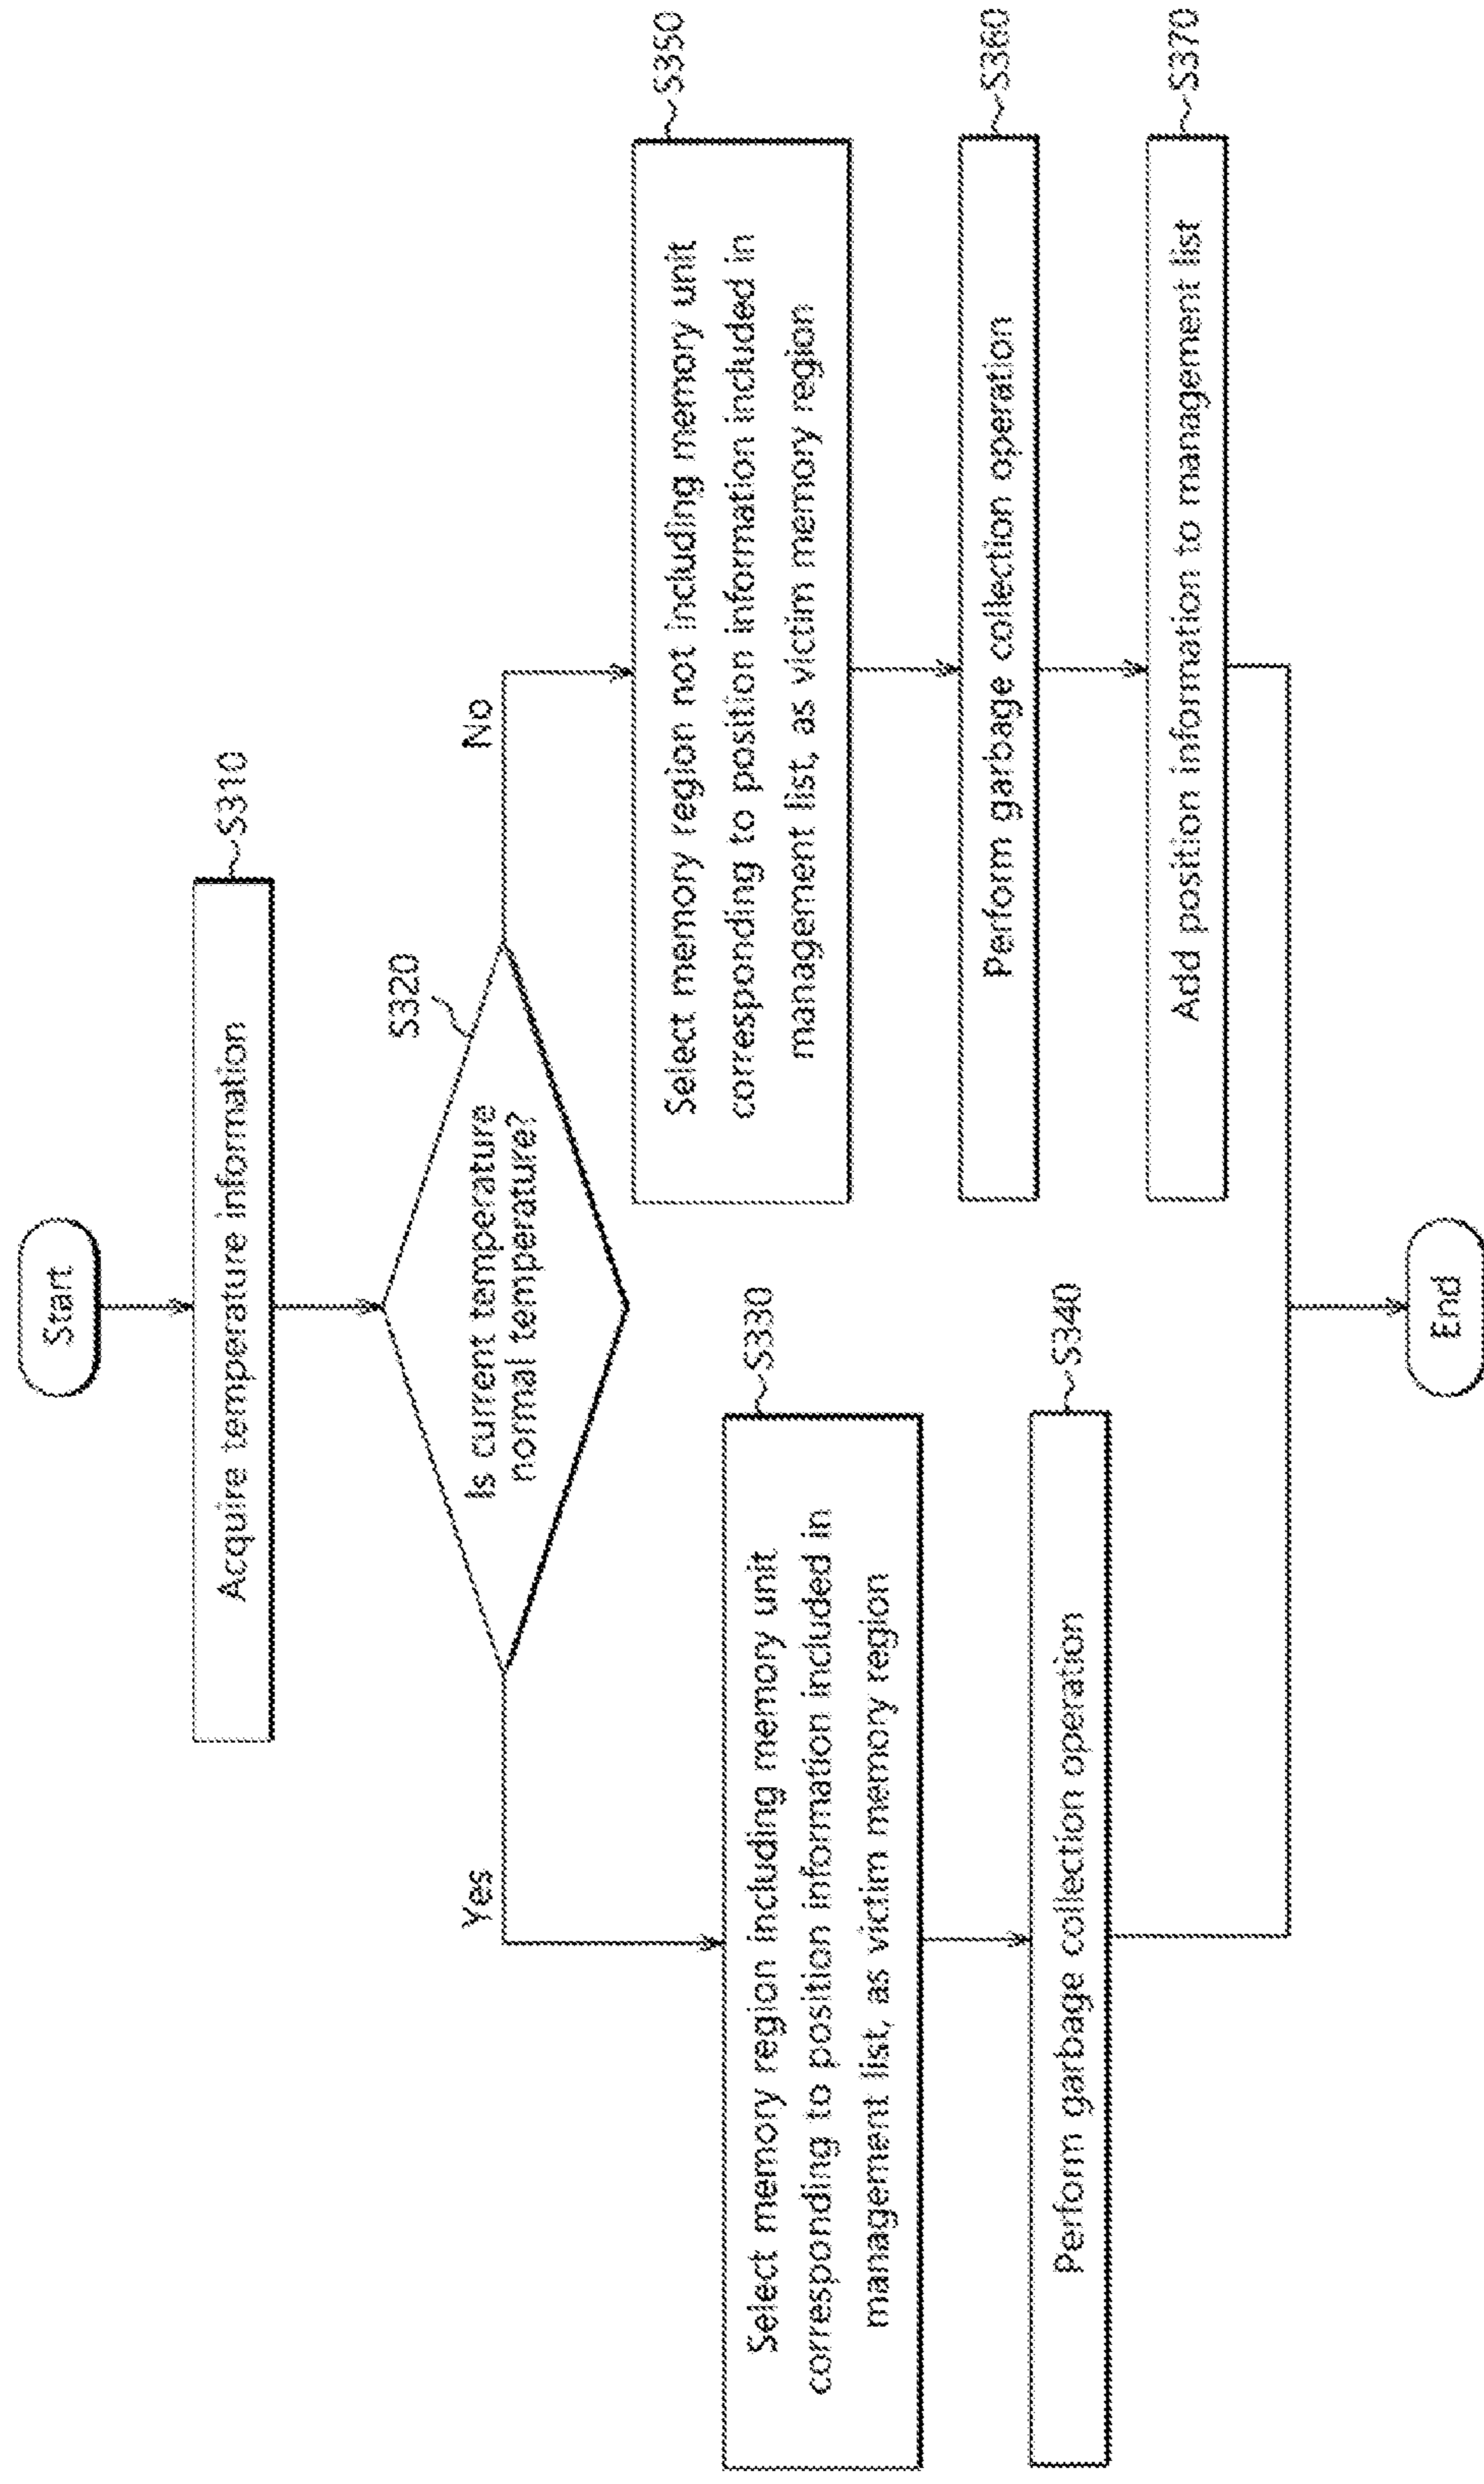 Start
Acquire temperature information
S310
S320
Is current temperature
normal temperature?
Yes
No
Select memory region including memory unit
corresponding to position information included in
management list, as victim memory region
S330
Perform garbage collection operation
S340
Select memory region not including memory unit
corresponding to position information included in
management list, as victim memory region
S350
Perform garbage collection operation
S360
Add position information to management list
S370
End